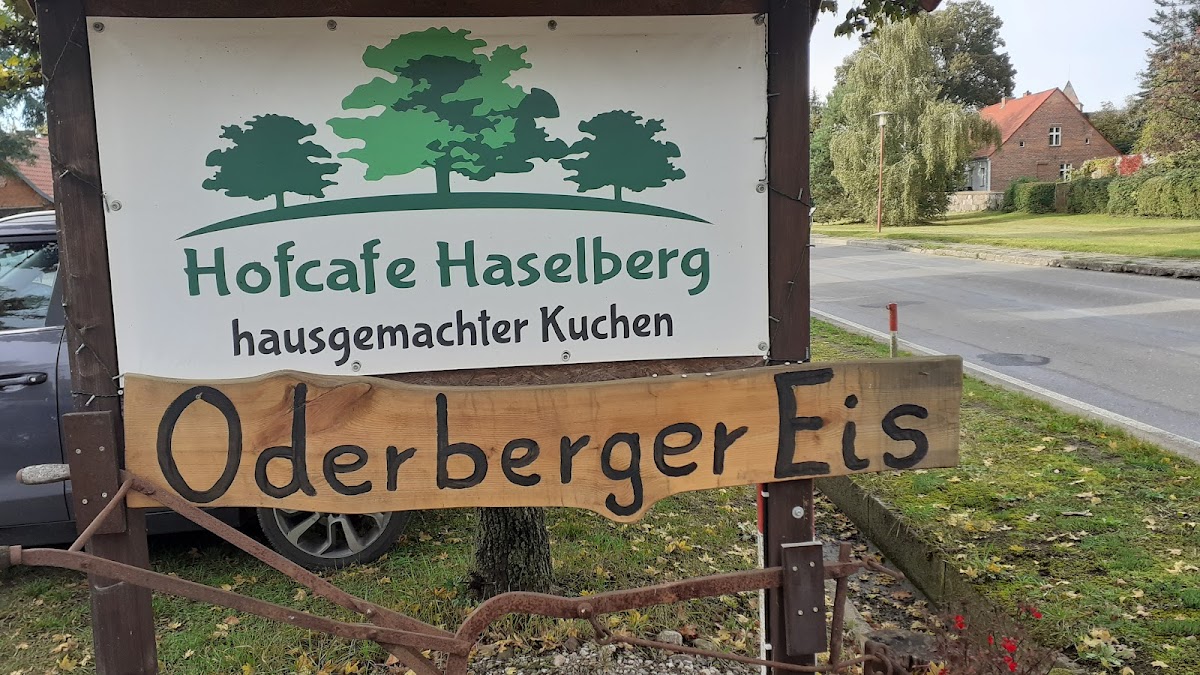 Hofcafe Haselberg
hausgemachter Kuchen
Oderberger Eis